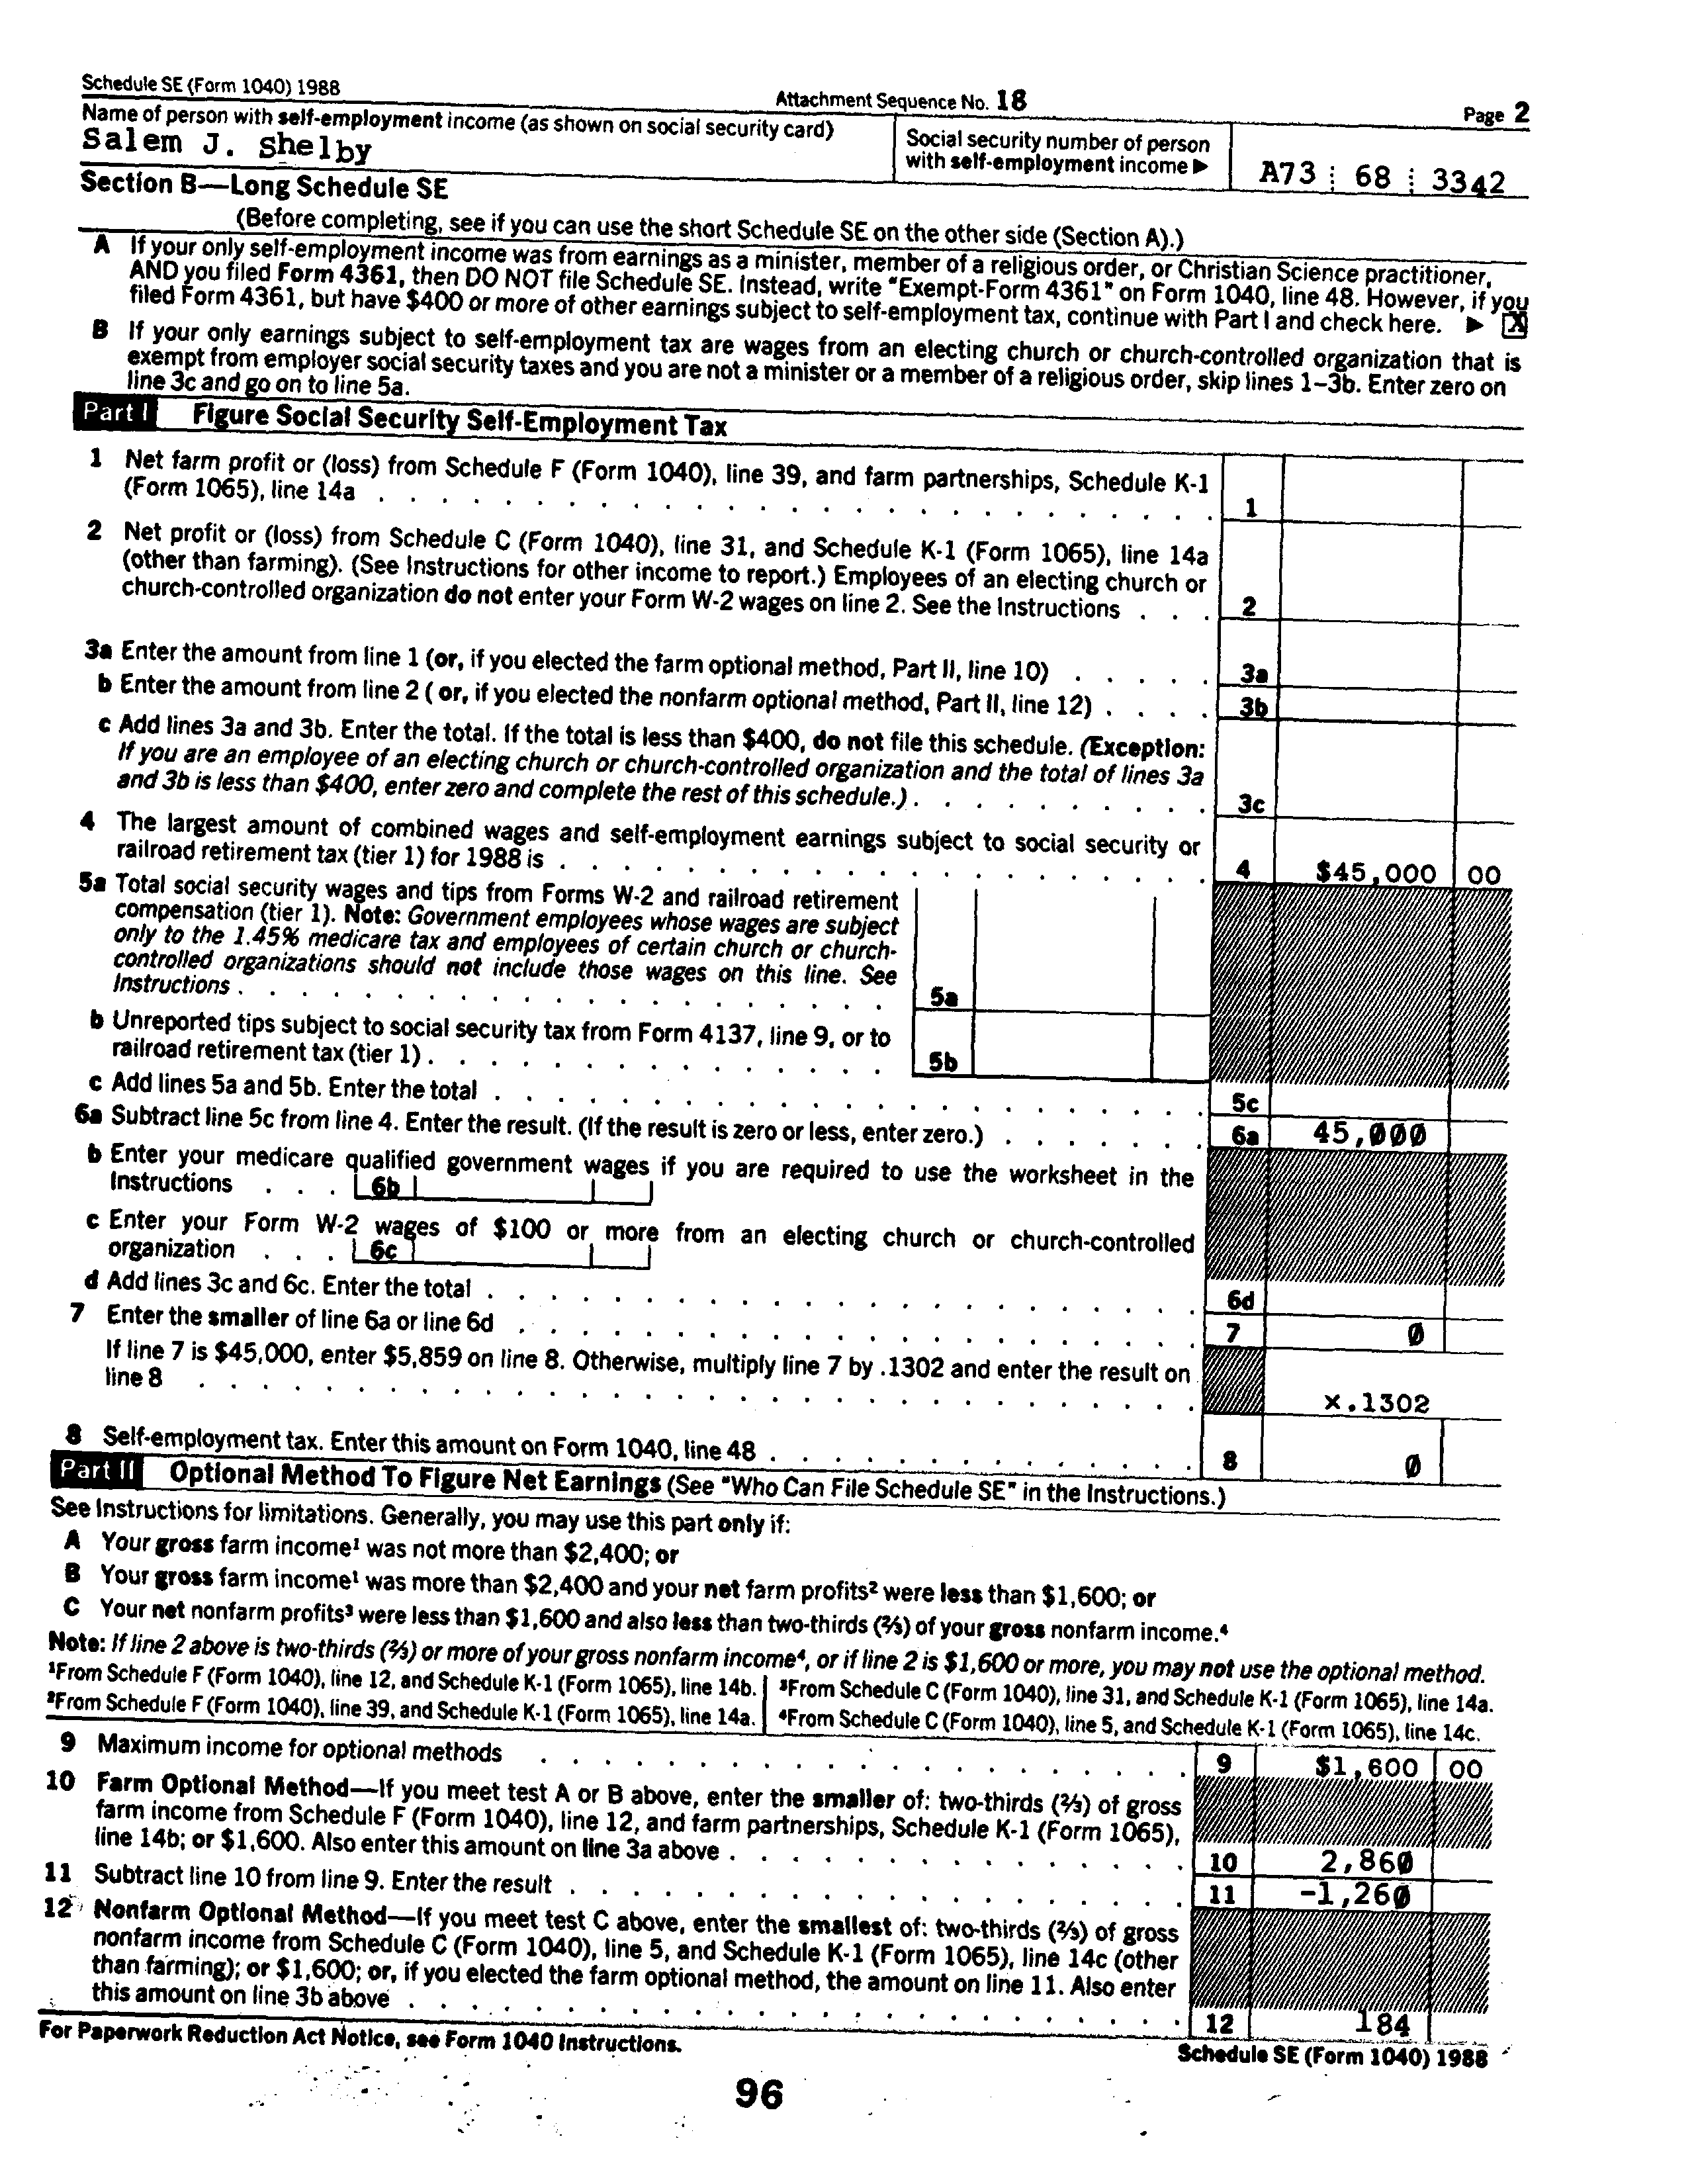 Schedule SE (Form 1040) 1988
Attachment Sequence No. 18
Page 2
Name of person with self-employment income (as shown on social security card)
Salem J. Shelby
Social security number of person
with self-employment income ▶
A73 68 3342
Section B—Long Schedule SE
(Before completing, see if you can use the short Schedule SE on the other side (Section A).)
A If your only self-employment income was from earnings as a minister, member of a religious order, or Christian Science practitioner,
AND you filed Form 4361, then DO NOT file Schedule SE. Instead, write "Exempt-Form 4361" on Form 1040, line 48. However, if you
filed Form 4361, but have $400 or more of other earnings subject to self-employment tax, continue with Part I and check here. ▶ X
B If your only earnings subject to self-employment tax are wages from an electing church or church-controlled organization that is
exempt from employer social security taxes and you are not a minister or a member of a religious order, skip lines 1–3b. Enter zero on
line 3c and go on to line 5a.
Part I Figure Social Security Self-Employment Tax
1 Net farm profit or (loss) from Schedule F (Form 1040), line 39, and farm partnerships, Schedule K-1
(Form 1065), line 14a . . . 1
2 Net profit or (loss) from Schedule C (Form 1040), line 31, and Schedule K-1 (Form 1065), line 14a
(other than farming). (See Instructions for other income to report.) Employees of an electing church or
church-controlled organization do not enter your Form W-2 wages on line 2. See the Instructions . . . 2
3a Enter the amount from line 1 (or, if you elected the farm optional method, Part II, line 10) . . . 3a
b Enter the amount from line 2 ( or, if you elected the nonfarm optional method, Part II, line 12) . . . 3b
c Add lines 3a and 3b. Enter the total. If the total is less than $400, do not file this schedule. (Exception:
If you are an employee of an electing church or church-controlled organization and the total of lines 3a
and 3b is less than $400, enter zero and complete the rest of this schedule.) . . . 3c
4 The largest amount of combined wages and self-employment earnings subject to social security or
railroad retirement tax (tier 1) for 1988 is . . . 4 $45,000 00
5a Total social security wages and tips from Forms W-2 and railroad retirement
compensation (tier 1). Note: Government employees whose wages are subject
only to the 1.45% medicare tax and employees of certain church or church-
controlled organizations should not include those wages on this line. See
Instructions . . . 5a
b Unreported tips subject to social security tax from Form 4137, line 9, or to
railroad retirement tax (tier 1) . . . 5b
c Add lines 5a and 5b. Enter the total . . . 5c
6a Subtract line 5c from line 4. Enter the result. (If the result is zero or less, enter zero.) . . . 6a 45,000
b Enter your medicare qualified government wages if you are required to use the worksheet in the
Instructions . . . 6b
c Enter your Form W-2 wages of $100 or more from an electing church or church-controlled
organization . . . 6c
d Add lines 3c and 6c. Enter the total . . . 6d
7 Enter the smaller of line 6a or line 6d . . . 7 0
If line 7 is $45,000, enter $5,859 on line 8. Otherwise, multiply line 7 by .1302 and enter the result on
line 8 . . . x.1302
8 Self-employment tax. Enter this amount on Form 1040, line 48 . . . 8 0
Part II Optional Method To Figure Net Earnings (See "Who Can File Schedule SE" in the Instructions.)
See Instructions for limitations. Generally, you may use this part only if:
A Your gross farm income¹ was not more than $2,400; or
B Your gross farm income¹ was more than $2,400 and your net farm profits² were less than $1,600; or
C Your net nonfarm profits³ were less than $1,600 and also less than two-thirds (⅔) of your gross nonfarm income.⁴
Note: If line 2 above is two-thirds (⅔) or more of your gross nonfarm income⁴, or if line 2 is $1,600 or more, you may not use the optional method.
¹From Schedule F (Form 1040), line 12, and Schedule K-1 (Form 1065), line 14b.
²From Schedule F (Form 1040), line 39, and Schedule K-1 (Form 1065), line 14a.
³From Schedule C (Form 1040), line 31, and Schedule K-1 (Form 1065), line 14a.
⁴From Schedule C (Form 1040), line 5, and Schedule K-1 (Form 1065), line 14c.
9 Maximum income for optional methods . . . 9 $1,600 00
10 Farm Optional Method—If you meet test A or B above, enter the smaller of: two-thirds (⅔) of gross
farm income from Schedule F (Form 1040), line 12, and farm partnerships, Schedule K-1 (Form 1065),
line 14b; or $1,600. Also enter this amount on line 3a above . . . 10 2,860
11 Subtract line 10 from line 9. Enter the result . . . 11 -1,260
12 Nonfarm Optional Method—If you meet test C above, enter the smallest of: two-thirds (⅔) of gross
nonfarm income from Schedule C (Form 1040), line 5, and Schedule K-1 (Form 1065), line 14c (other
than farming); or $1,600; or, if you elected the farm optional method, the amount on line 11. Also enter
this amount on line 3b above . . . 12 184
For Paperwork Reduction Act Notice, see Form 1040 Instructions.
Schedule SE (Form 1040) 1988
96